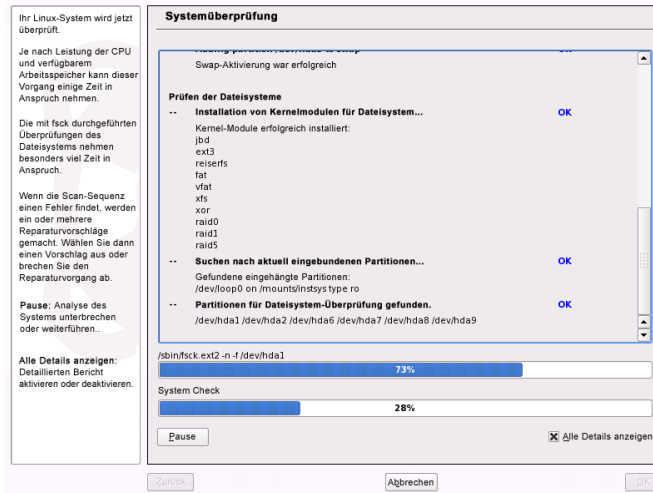 Ihr Linux-System wird jetzt
überprüft.
Je nach Leistung der CPU
und verfügbarem
Arbeitsspeicher kann dieser
Vorgang einige Zeit in
Anspruch nehmen.
Die mit fsck durchgeführten
Überprüfungen des
Dateisystems nehmen
besonders viel Zeit in
Anspruch.
Wenn die Scan-Sequenz
einen Fehler findet, werden
ein oder mehrere
Reparaturvorschläge
gemacht. Wählen Sie dann
einen Vorschlag aus oder
brechen Sie den
Reparaturvorgang ab.
Pause: Analyse des
Systems unterbrechen
oder weiterführen..
Alle Details anzeigen:
Detaillierten Bericht
aktivieren oder deaktivieren.
Systemüberprüfung
Swap-Aktivierung war erfolgreich
Prüfen der Dateisysteme
-- Installation von Kernelmodulen für Dateisystem... OK
Kernel-Module erfolgreich installiert:
jbd
ext3
reiserfs
fat
vfat
xfs
xor
raid0
raid1
raid5
-- Suchen nach aktuell eingebundenen Partitionen... OK
Gefundene eingehängte Partitionen:
/dev/loop0 on /mounts/instsys type ro
-- Partitionen für Dateisystem-Überprüfung gefunden. OK
/dev/hda1 /dev/hda2 /dev/hda6 /dev/hda7 /dev/hda8 /dev/hda9
/sbin/fsck.ext2 -n -f /dev/hda1
73%
System Check
28%
Pause
Alle Details anzeigen
Zurück
Abbrechen
OK